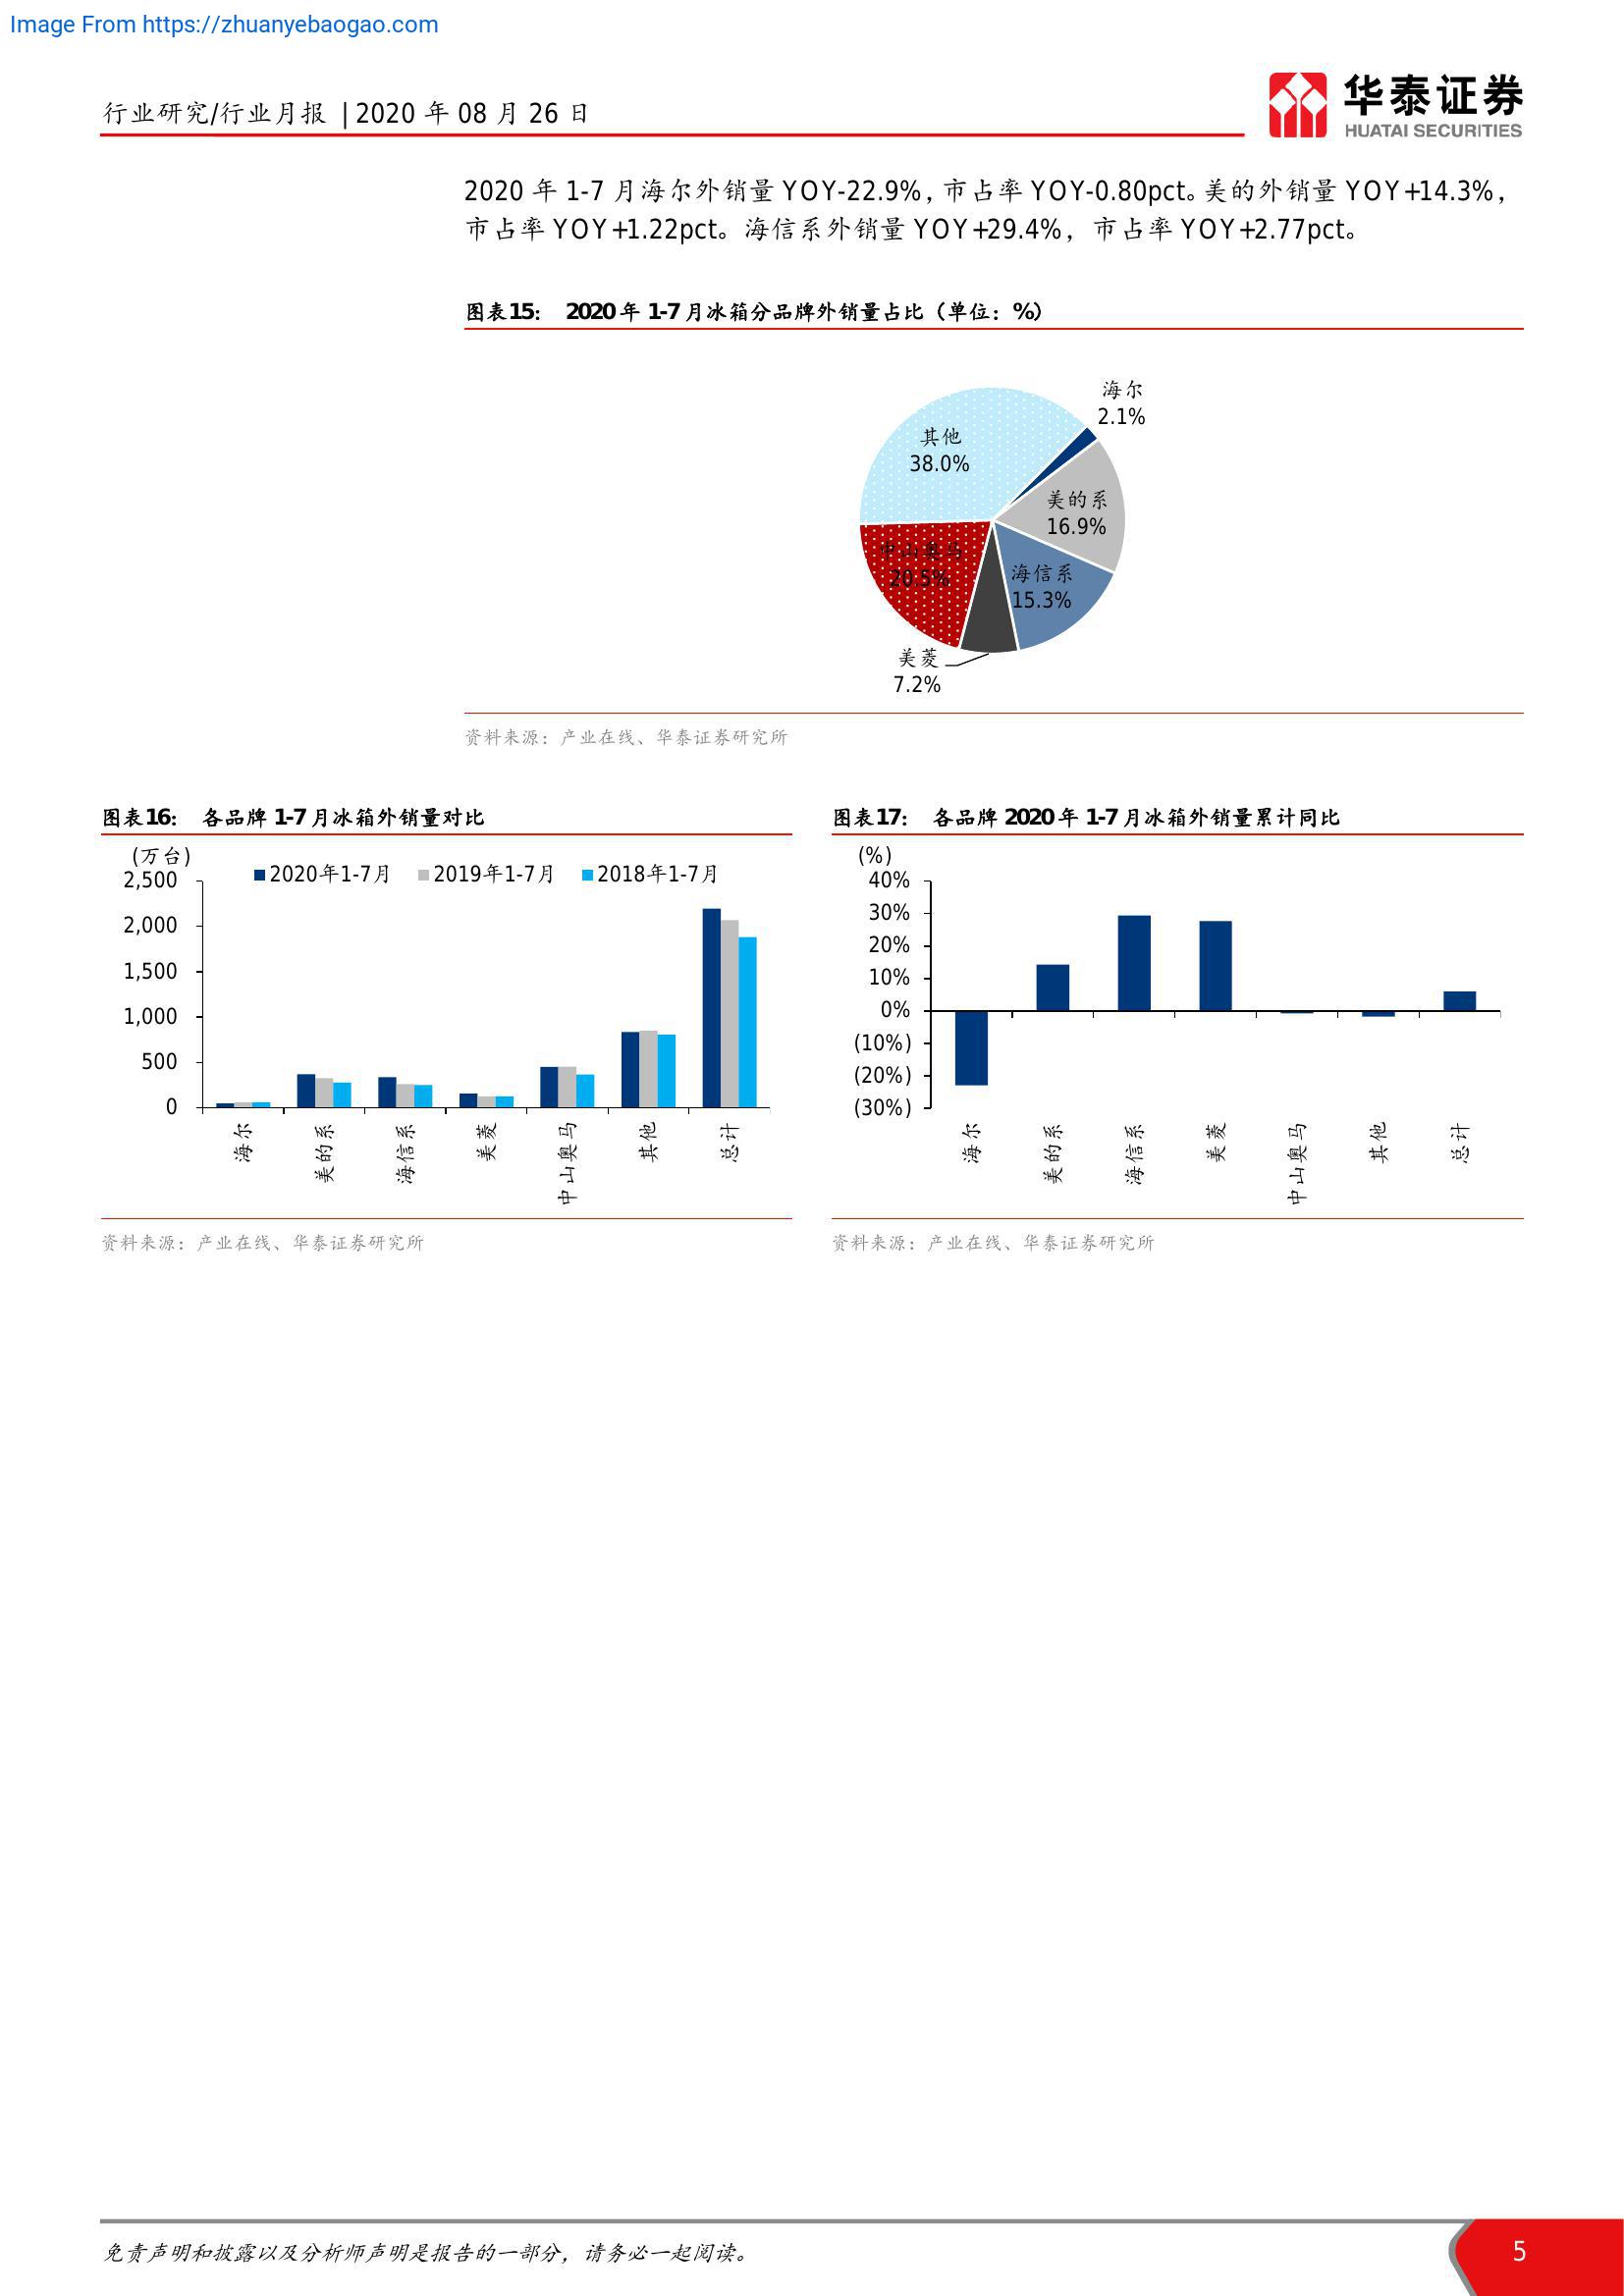 Image From https://zhuanyebaogao.com
行业研究/行业月报 | 2020 年 08 月 26 日
华泰证券
HUATAI SECURITIES
2020 年 1-7 月海尔外销量 YOY-22.9%，市占率 YOY-0.80pct。美的外销量 YOY+14.3%，
市占率 YOY+1.22pct。海信系外销量 YOY+29.4%，市占率 YOY+2.77pct。
图表15： 2020 年 1-7 月冰箱分品牌外销量占比（单位：%）
海尔
2.1%
其他
38.0%
美的系
16.9%
中山奥马
20.5%
海信系
15.3%
美菱
7.2%
资料来源：产业在线、华泰证券研究所
图表16： 各品牌 1-7 月冰箱外销量对比
(万台)
2020年1-7月 2019年1-7月 2018年1-7月
2,500
2,000
1,500
1,000
500
0
海尔 美的系 海信系 美菱 中山奥马 其他 总计
资料来源：产业在线、华泰证券研究所
图表17： 各品牌 2020 年 1-7 月冰箱外销量累计同比
(%)
40%
30%
20%
10%
0%
(10%)
(20%)
(30%)
海尔 美的系 海信系 美菱 中山奥马 其他 总计
资料来源：产业在线、华泰证券研究所
免责声明和披露以及分析师声明是报告的一部分，请务必一起阅读。
5